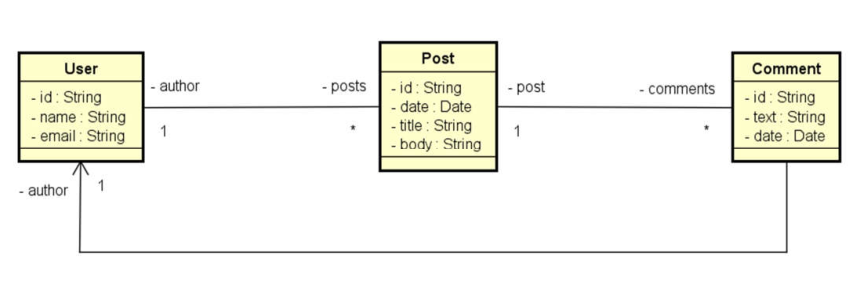 User
- id : String
- name : String
- email : String
- author
1
- posts
*
Post
- id : String
- date : Date
- title : String
- body : String
- post
1
- comments
*
Comment
- id : String
- text : String
- date : Date
- author
1